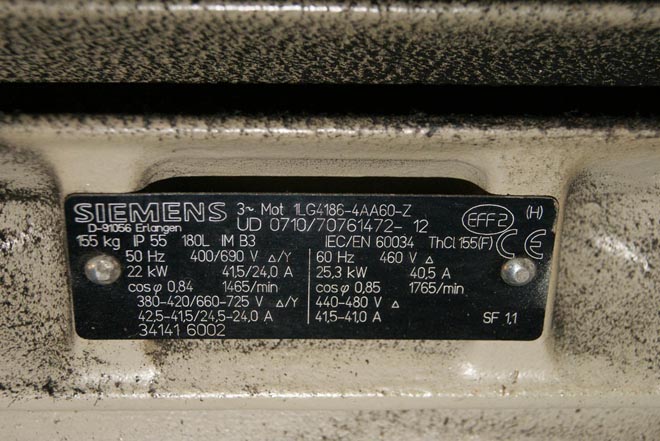 SIEMENS 3~ Mot 1LG4186-4AA60-Z EFF2 (H)
D-91056 Erlangen UD 0710/70761472-12
155 kg IP 55 180L IM B3 IEC/EN 60034 ThCl 155(F) CE
50 Hz 400/690 V △/Y 60 Hz 460 V △
22 kW 41,5/24,0 A 25,3 kW 40,5 A
cos φ 0,84 1465/min cos φ 0,85 1765/min
380-420/660-725 V △/Y 440-480 V △
42,5-41,5/24,5-24,0 A 41,5-41,0 A SF 1,1
34141 6002